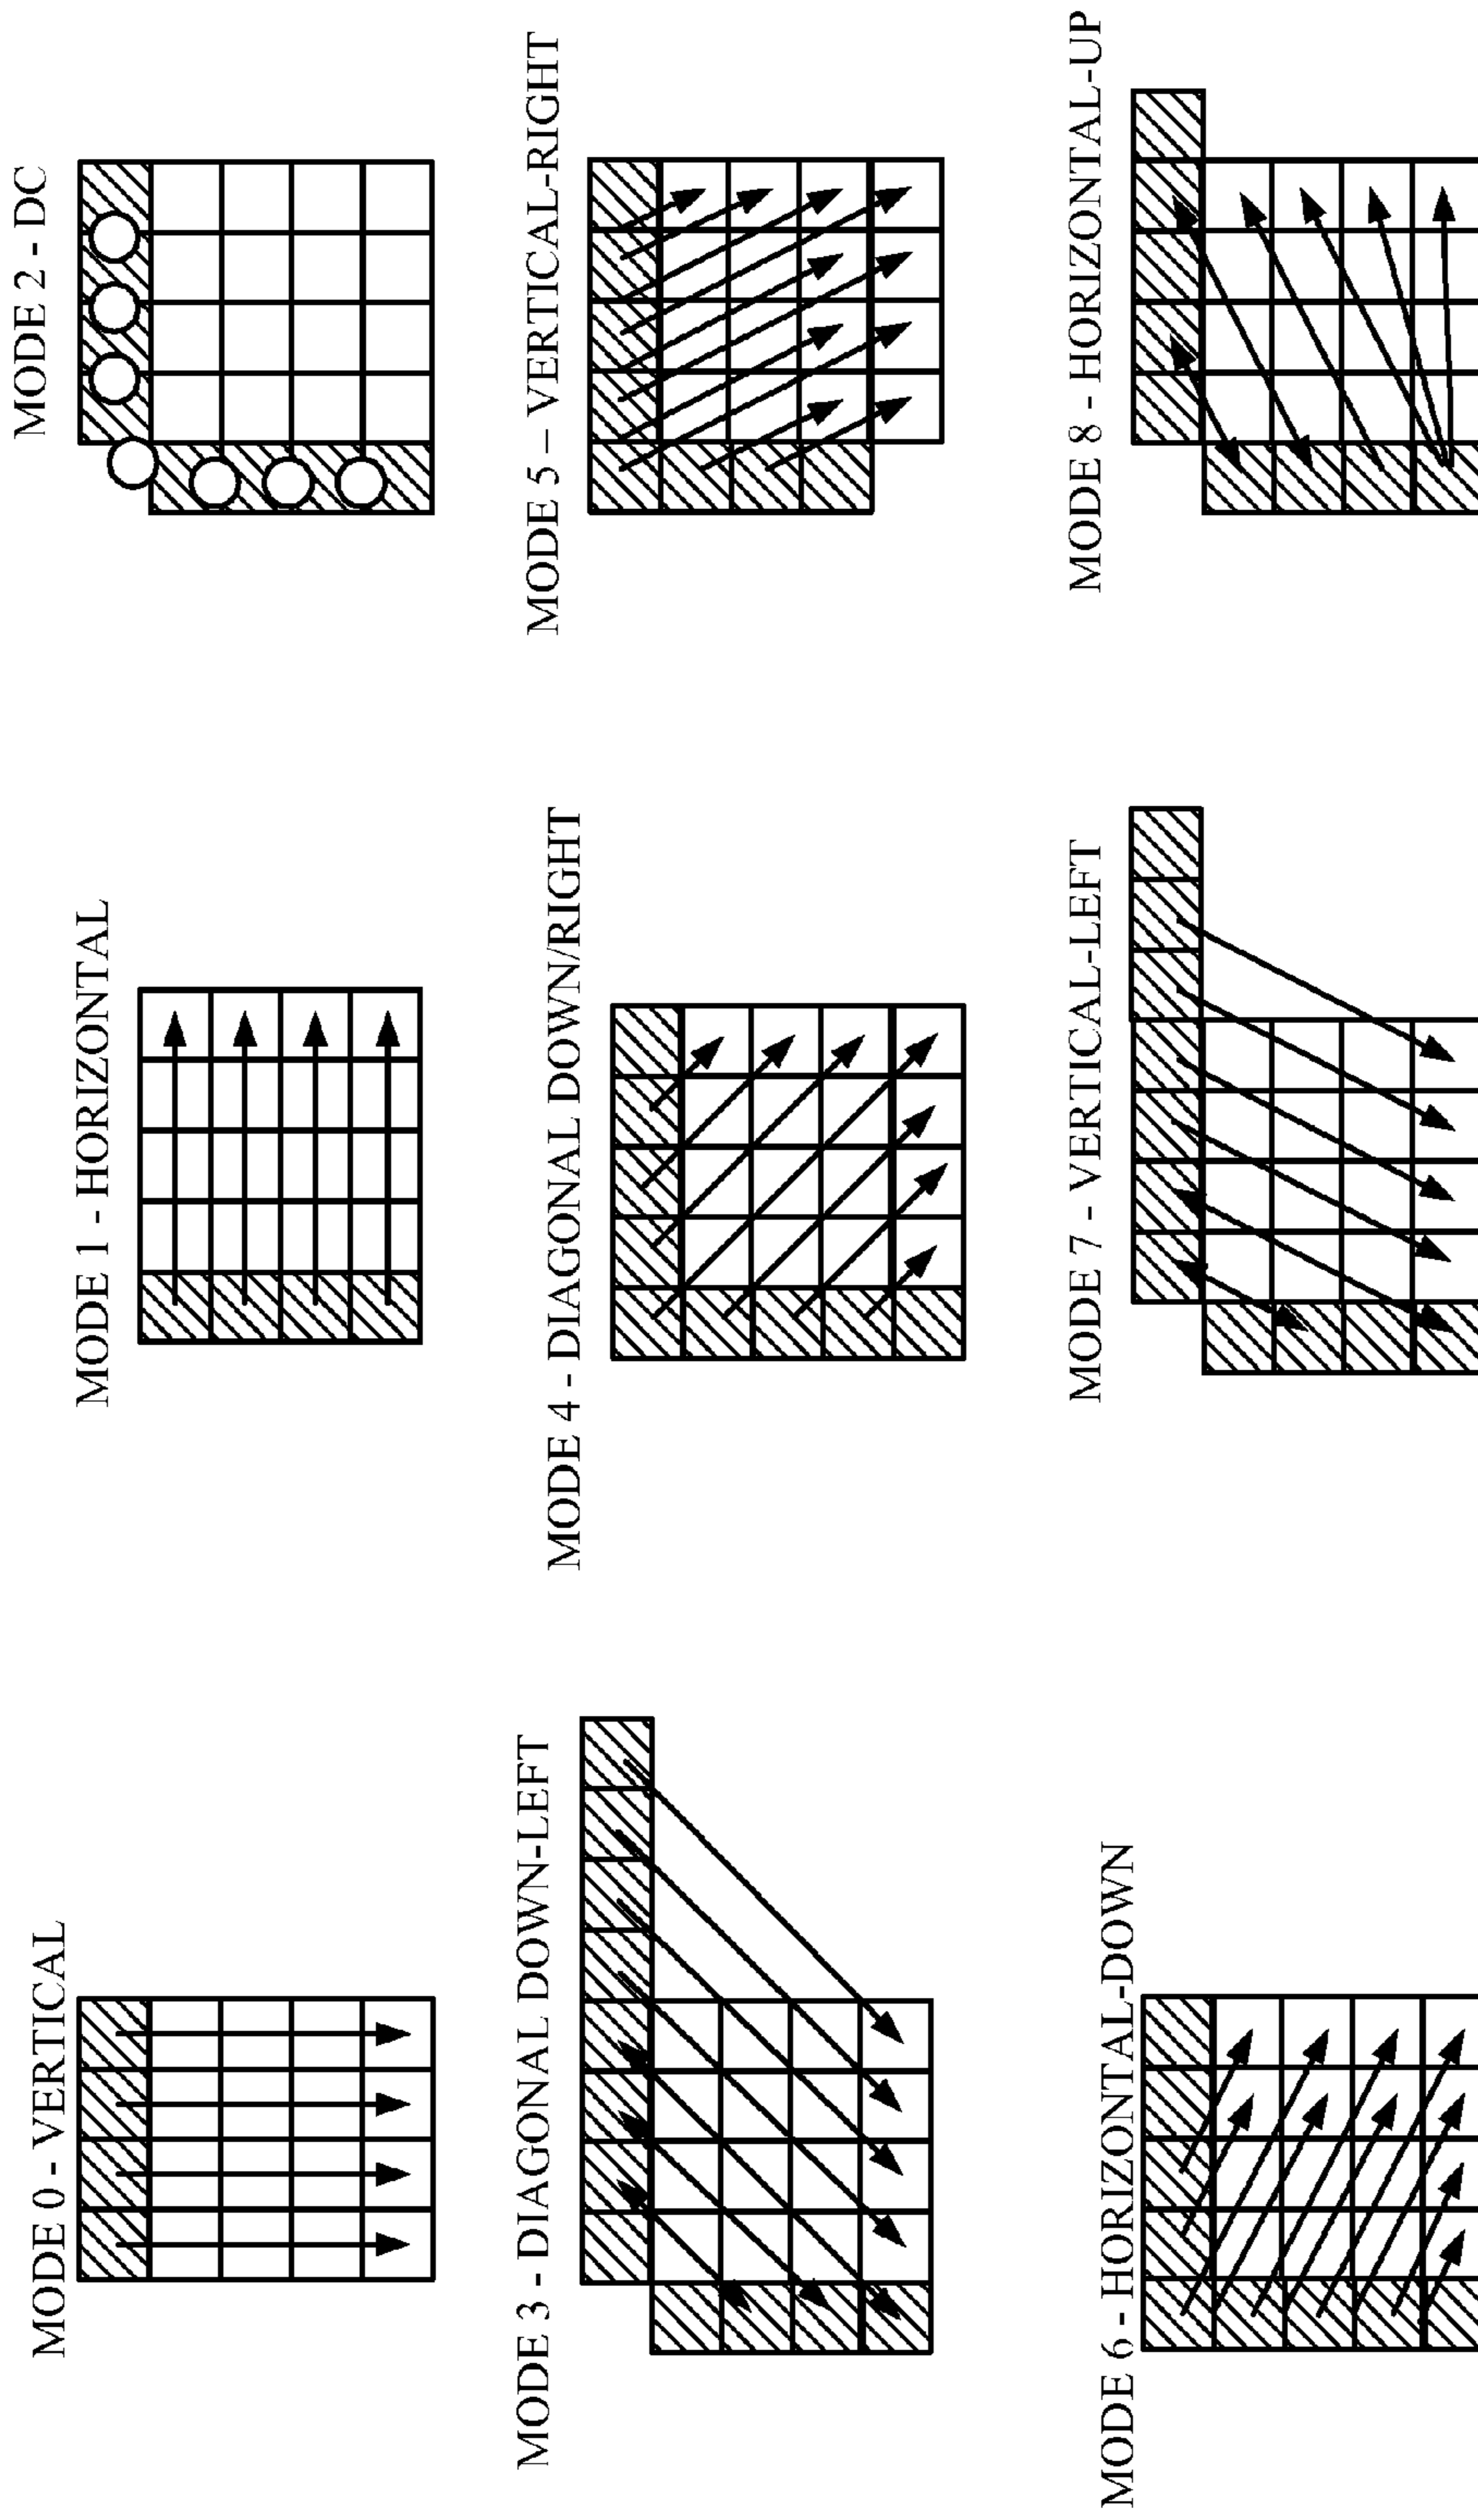 MODE 0 - VERTICAL
MODE 1 - HORIZONTAL
MODE 2 - DC
MODE 3 - DIAGONAL DOWN-LEFT
MODE 4 - DIAGONAL DOWN/RIGHT
MODE 5 – VERTICAL-RIGHT
MODE 6 - HORIZONTAL-DOWN
MODE 7 - VERTICAL-LEFT
MODE 8 - HORIZONTAL-UP